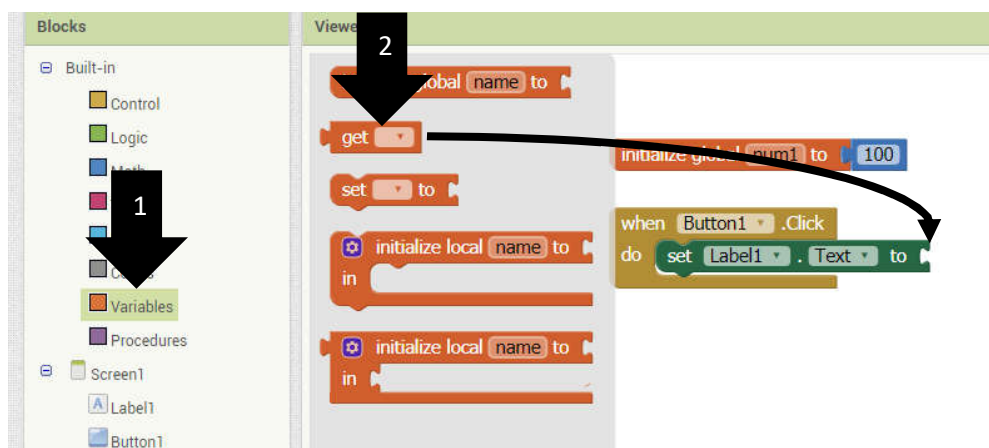 Blocks
Built-in
Control
Logic
Variables
Procedures
Screen1
Label1
Button1
1
Viewe
2
name to
get
set to
initialize local name to
in
initialize local name to
in
initialize global num1 to 100
when Button1 .Click
do set Label1 . Text to